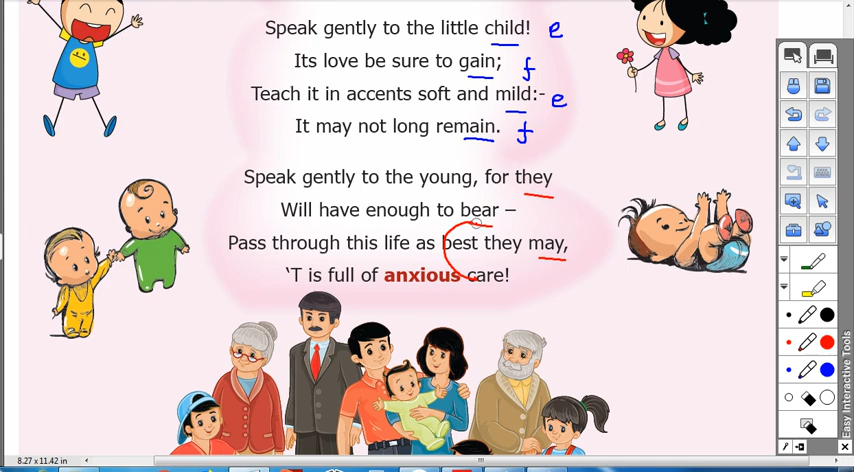 Speak gently to the little child! e
Its love be sure to gain; f
Teach it in accents soft and mild:- e
It may not long remain. f
Speak gently to the young, for they
Will have enough to bear –
Pass through this life as best they may,
‘T is full of anxious care!
8.27 x 11.42 in
Easy Interactive Tools